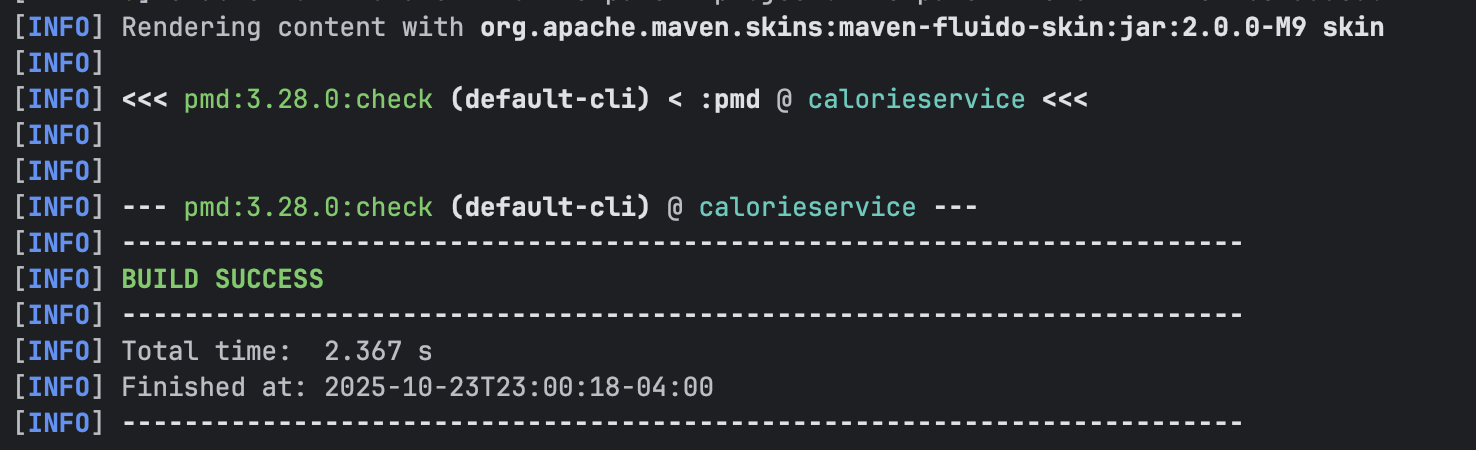 [INFO] Rendering content with org.apache.maven.skins:maven-fluido-skin:jar:2.0.0-M9 skin
[INFO]
[INFO] <<< pmd:3.28.0:check (default-cli) < :pmd @ calorieservice <<<
[INFO]
[INFO]
[INFO] --- pmd:3.28.0:check (default-cli) @ calorieservice ---
[INFO] ------------------------------------------------------------------------
[INFO] BUILD SUCCESS
[INFO] ------------------------------------------------------------------------
[INFO] Total time:  2.367 s
[INFO] Finished at: 2025-10-23T23:00:18-04:00
[INFO] ------------------------------------------------------------------------